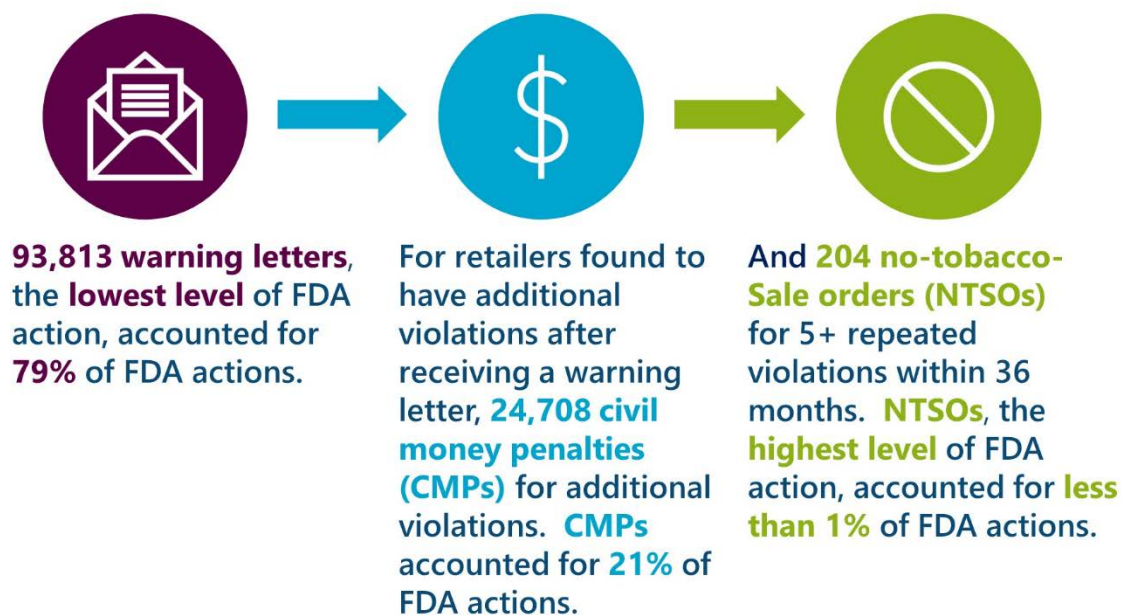 93,813 warning letters,
the lowest level of FDA
action, accounted for
79% of FDA actions.
For retailers found to
have additional
violations after
receiving a warning
letter, 24,708 civil
money penalties
(CMPs) for additional
violations.  CMPs
accounted for 21% of
FDA actions.
And 204 no-tobacco-
Sale orders (NTSOs)
for 5+ repeated
violations within 36
months.  NTSOs, the
highest level of FDA
action, accounted for less
than 1% of FDA actions.